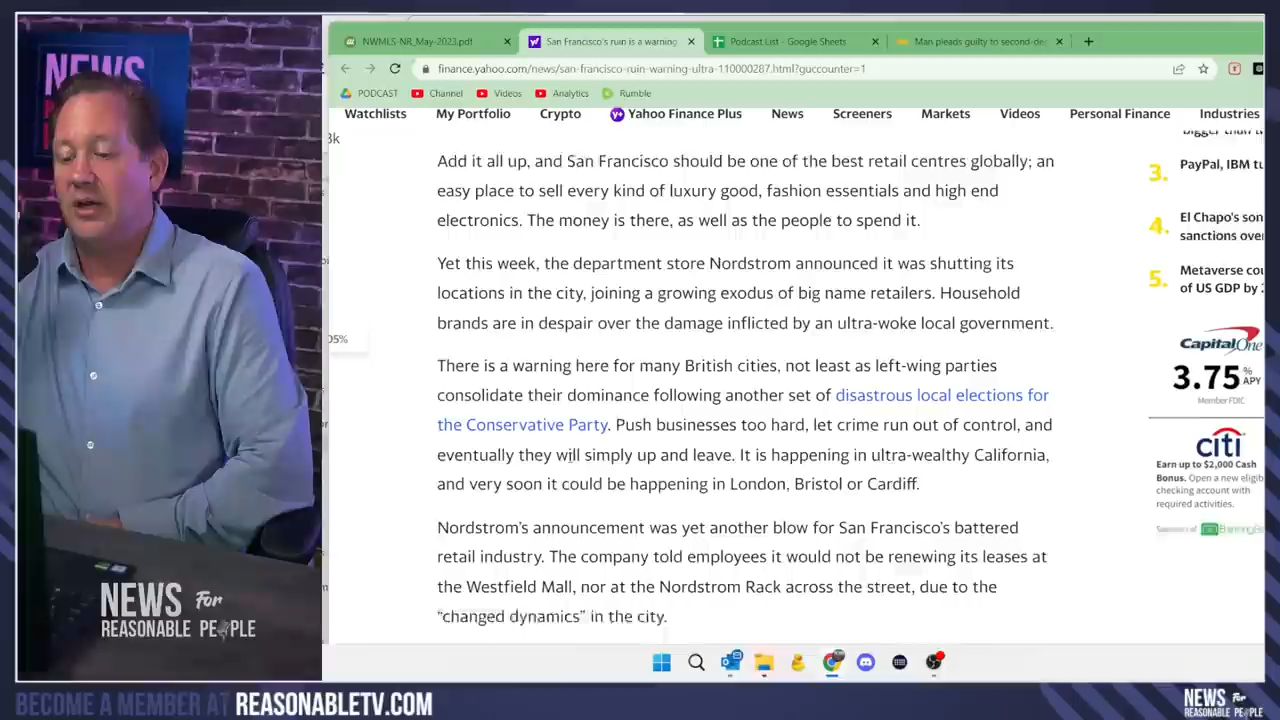 NWMLS-NR_May-2023.pdf
San Francisco's ruin is a warning
Podcast List - Google Sheets
Man pleads guilty to second-de
finance.yahoo.com/news/san-francisco-ruin-warning-ultra-110000287.html?guccounter=1
PODCAST Channel Videos Analytics Rumble
Watchlists My Portfolio Crypto Yahoo Finance Plus News Screeners Markets Videos Personal Finance Industries
NEWS
3k
Add it all up, and San Francisco should be one of the best retail centres globally; an
easy place to sell every kind of luxury good, fashion essentials and high end
electronics. The money is there, as well as the people to spend it.
Yet this week, the department store Nordstrom announced it was shutting its
locations in the city, joining a growing exodus of big name retailers. Household
brands are in despair over the damage inflicted by an ultra-woke local government.
05%
There is a warning here for many British cities, not least as left-wing parties
consolidate their dominance following another set of disastrous local elections for
the Conservative Party. Push businesses too hard, let crime run out of control, and
eventually they will simply up and leave. It is happening in ultra-wealthy California,
and very soon it could be happening in London, Bristol or Cardiff.
Nordstrom's announcement was yet another blow for San Francisco's battered
retail industry. The company told employees it would not be renewing its leases at
the Westfield Mall, nor at the Nordstrom Rack across the street, due to the
“changed dynamics” in the city.
bigger than
3. PayPal, IBM tu
4. El Chapo's son
sanctions over
5. Metaverse cou
of US GDP by
Capital One
3.75 % APY
Member FDIC
citi
Earn up to $2,000 Cash
Bonus. Open a new eligib
checking account with
required activities.
NEWS For
REASONABLE PEOPLE
BECOME A MEMBER AT REASONABLETV.COM
NEWS For
REASONABLE PEOPLE